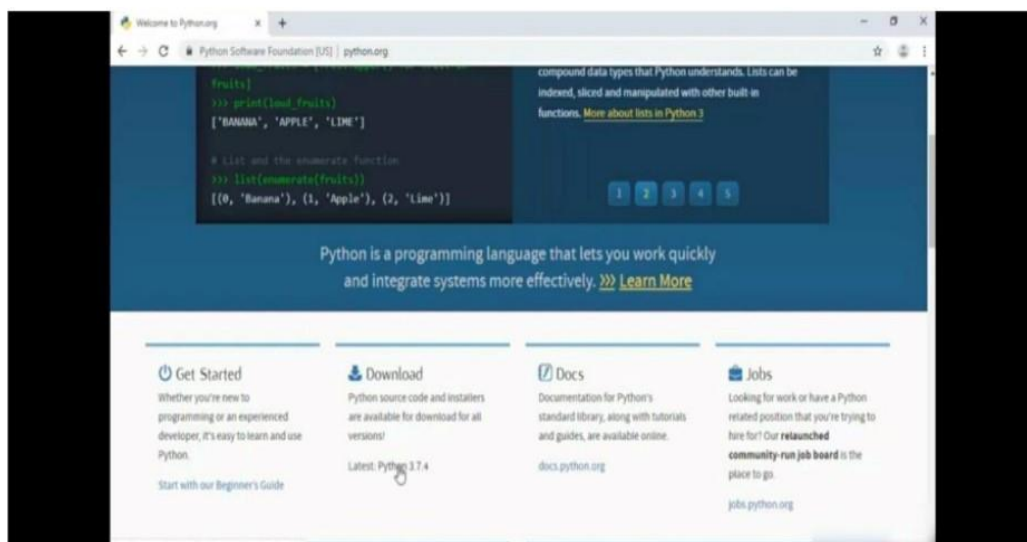 Welcome to Python.org
Python Software Foundation [US] | python.org
fruits]
>>> print(loud_fruits)
['BANANA', 'APPLE', 'LIME']
# List and the enumerate function
>>> list(enumerate(fruits))
[(0, 'Banana'), (1, 'Apple'), (2, 'Lime')]
compound data types that Python understands. Lists can be
indexed, sliced and manipulated with other built-in
functions. More about lists in Python 3
1 2 3 4 5
Python is a programming language that lets you work quickly
and integrate systems more effectively. >>> Learn More
Get Started
Whether you're new to
programming or an experienced
developer, it's easy to learn and use
Python.
Start with our Beginner's Guide
Download
Python source code and installers
are available for download for all
versions!
Latest: Python 3.7.4
Docs
Documentation for Python's
standard library, along with tutorials
and guides, are available online.
docs.python.org
Jobs
Looking for work or have a Python
related position that you're trying to
hire for? Our relaunched
community-run job board is the
place to go.
jobs.python.org